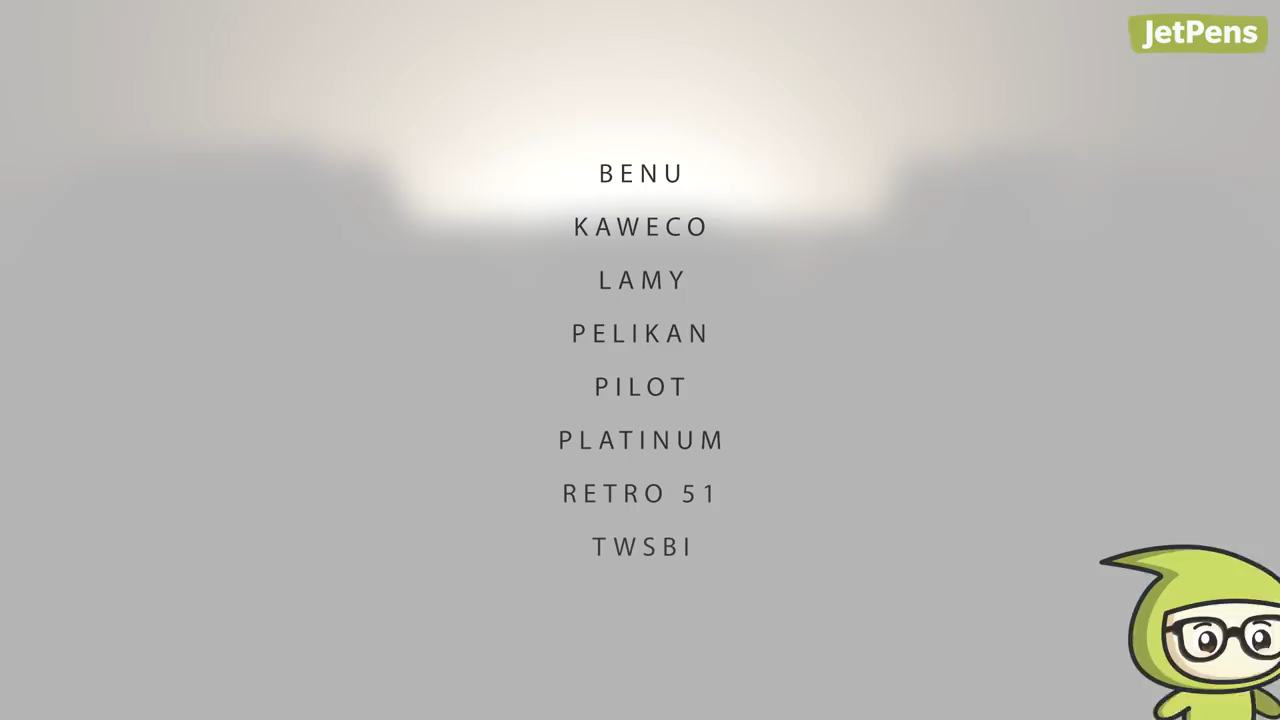 JetPens
BENU
KAWECO
LAMY
PELIKAN
PILOT
PLATINUM
RETRO 51
TWSBI